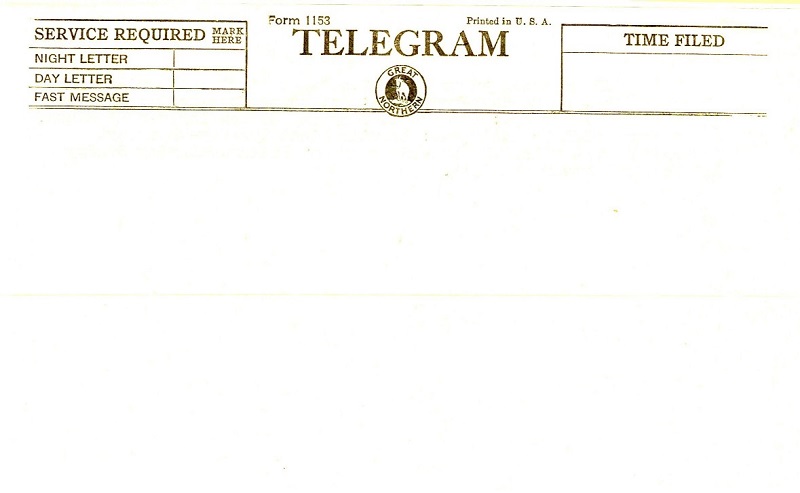 Form 1153
Printed in U. S. A.
SERVICE REQUIRED MARK HERE
TELEGRAM
TIME FILED
NIGHT LETTER
DAY LETTER
FAST MESSAGE
GREAT NORTHERN